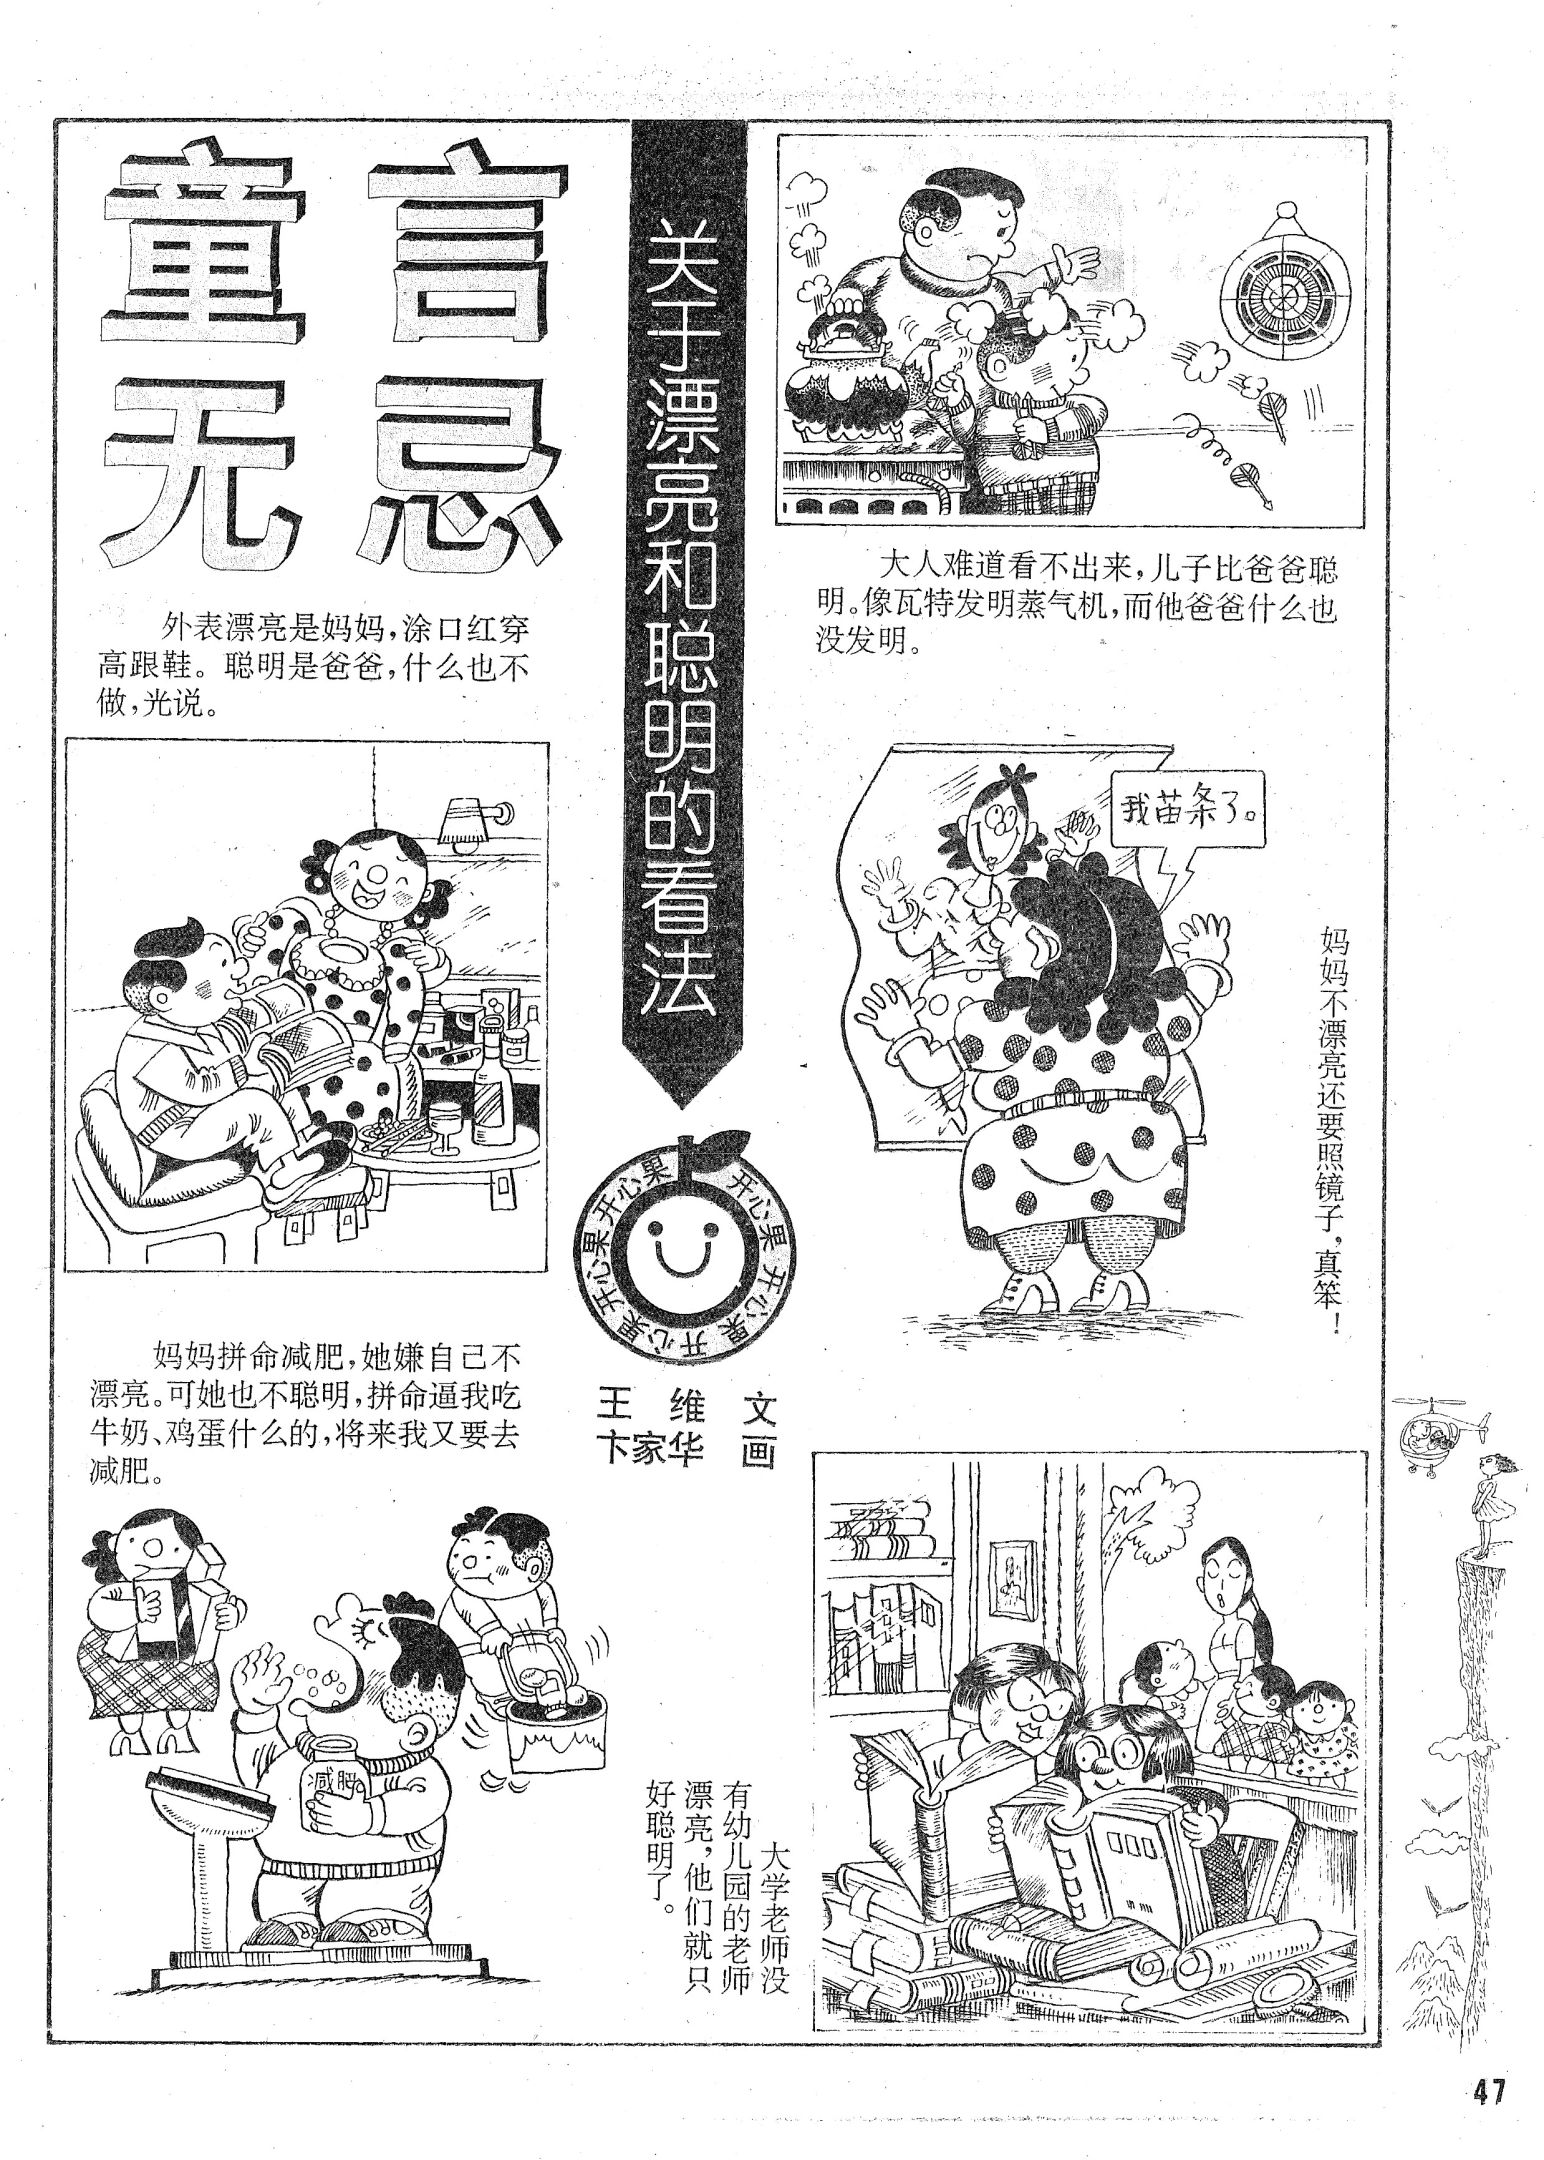 童言
无忌
关于漂亮和聪明的看法
外表漂亮是妈妈，涂口红穿
高跟鞋。聪明是爸爸，什么也不
做，光说。
大人难道看不出来，儿子比爸爸聪
明。像瓦特发明蒸气机，而他爸爸什么也
没发明。
我苗条了。
妈妈不漂亮还要照镜子，真笨！
开心果 开心果 开心果 开心果 开心果 开心果
王维 文
卞家华 画
妈妈拼命减肥，她嫌自己不
漂亮。可她也不聪明，拼命逼我吃
牛奶、鸡蛋什么的，将来我又要去
减肥。
减肥
大学老师没
有幼儿园的老师
漂亮，他们就只
好聪明了。
47